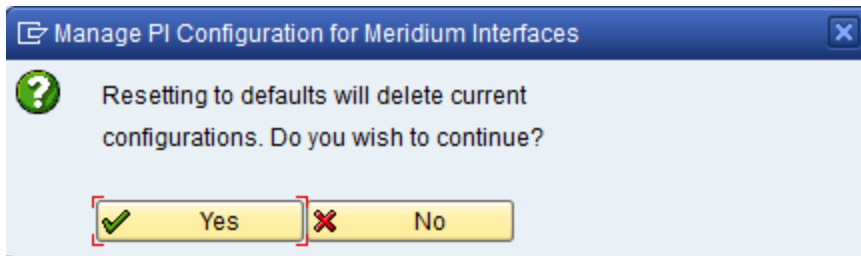 Manage PI Configuration for Meridium Interfaces
Resetting to defaults will delete current
configurations. Do you wish to continue?
Yes No